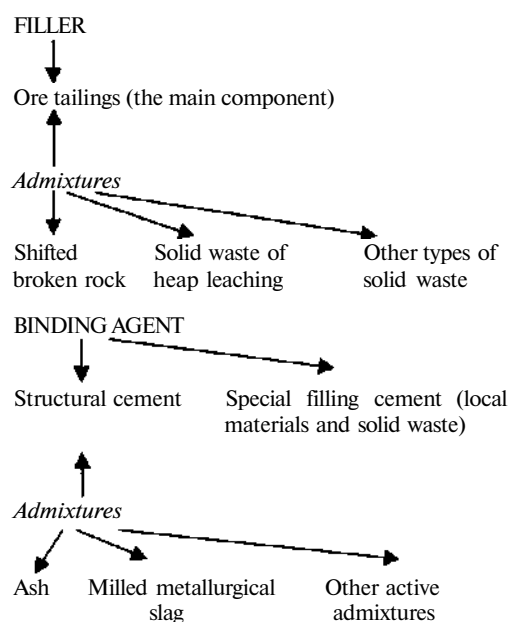 FILLER
Ore tailings (the main component)
Admixtures
Shifted broken rock
Solid waste of heap leaching
Other types of solid waste
BINDING AGENT
Structural cement
Special filling cement (local materials and solid waste)
Admixtures
Ash
Milled metallurgical slag
Other active admixtures